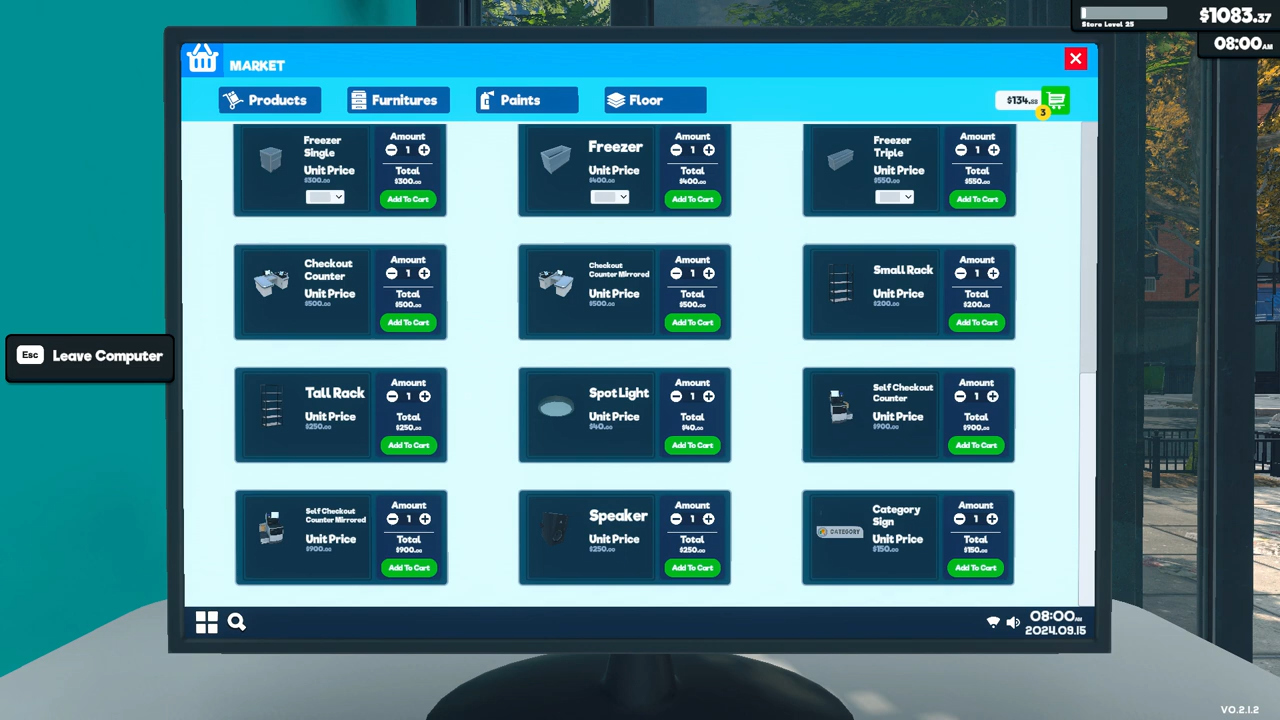 Store Level 25
$1083.37
08:00AM
MARKET
Products
Furnitures
Paints
Floor
$134.
3
Freezer
Single
Unit Price
$300.00
Amount
1
Total
$300.00
Add To Cart
Freezer
Unit Price
$400.00
Amount
1
Total
$400.00
Add To Cart
Freezer
Triple
Unit Price
$550.00
Amount
1
Total
$550.00
Add To Cart
Checkout
Counter
Unit Price
$500.00
Amount
1
Total
$500.00
Add To Cart
Checkout
Counter Mirrored
Unit Price
$500.00
Amount
1
Total
$500.00
Add To Cart
Small Rack
Unit Price
$200.00
Amount
1
Total
$200.00
Add To Cart
Esc Leave Computer
Tall Rack
Unit Price
$250.00
Amount
1
Total
$250.00
Add To Cart
Spot Light
Unit Price
$40.00
Amount
1
Total
$40.00
Add To Cart
Self Checkout
Counter
Unit Price
$900.00
Amount
1
Total
$900.00
Add To Cart
Self Checkout
Counter Mirrored
Unit Price
$900.00
Amount
1
Total
$900.00
Add To Cart
Speaker
Unit Price
$250.00
Amount
1
Total
$250.00
Add To Cart
CATEGORY
Category
Sign
Unit Price
$150.00
Amount
1
Total
$150.00
Add To Cart
08:00AM
2024.09.15
V0.2.1.2